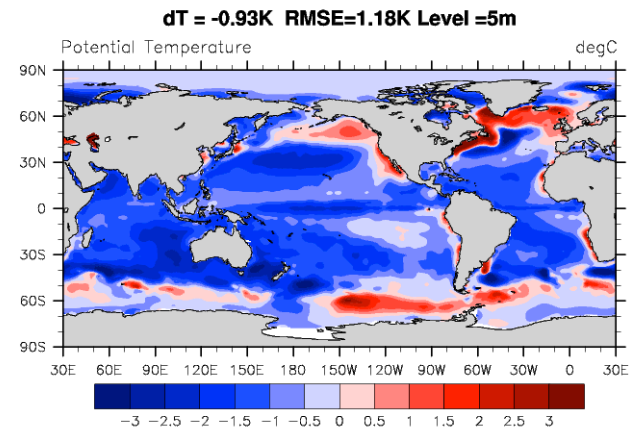 dT = -0.93K RMSE=1.18K Level =5m
Potential Temperature degC
90N
60N
30N
0
30S
60S
90S
30E 60E 90E 120E 150E 180 150W 120W 90W 60W 30W 0 30E
-3 -2.5 -2 -1.5 -1 -0.5 0 0.5 1 1.5 2 2.5 3